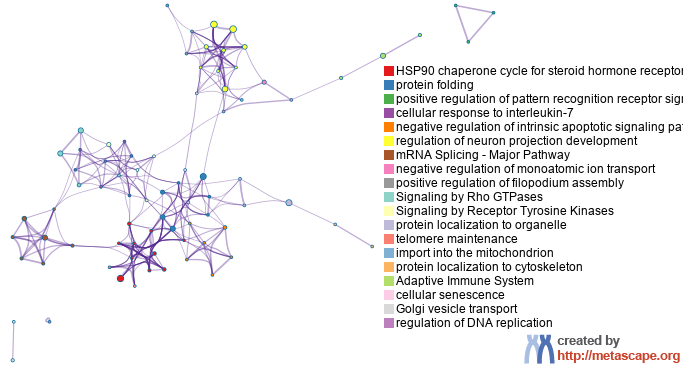 HSP90 chaperone cycle for steroid hormone receptor
protein folding
positive regulation of pattern recognition receptor
cellular response to interleukin-7
negative regulation of intrinsic apoptotic signaling
regulation of neuron projection development
mRNA Splicing - Major Pathway
negative regulation of monoatomic ion transport
positive regulation of filopodium assembly
Signaling by Rho GTPases
Signaling by Receptor Tyrosine Kinases
protein localization to organelle
telomere maintenance
import into the mitochondrion
protein localization to cytoskeleton
Adaptive Immune System
cellular senescence
Golgi vesicle transport
regulation of DNA replication
created by
http://metascape.org